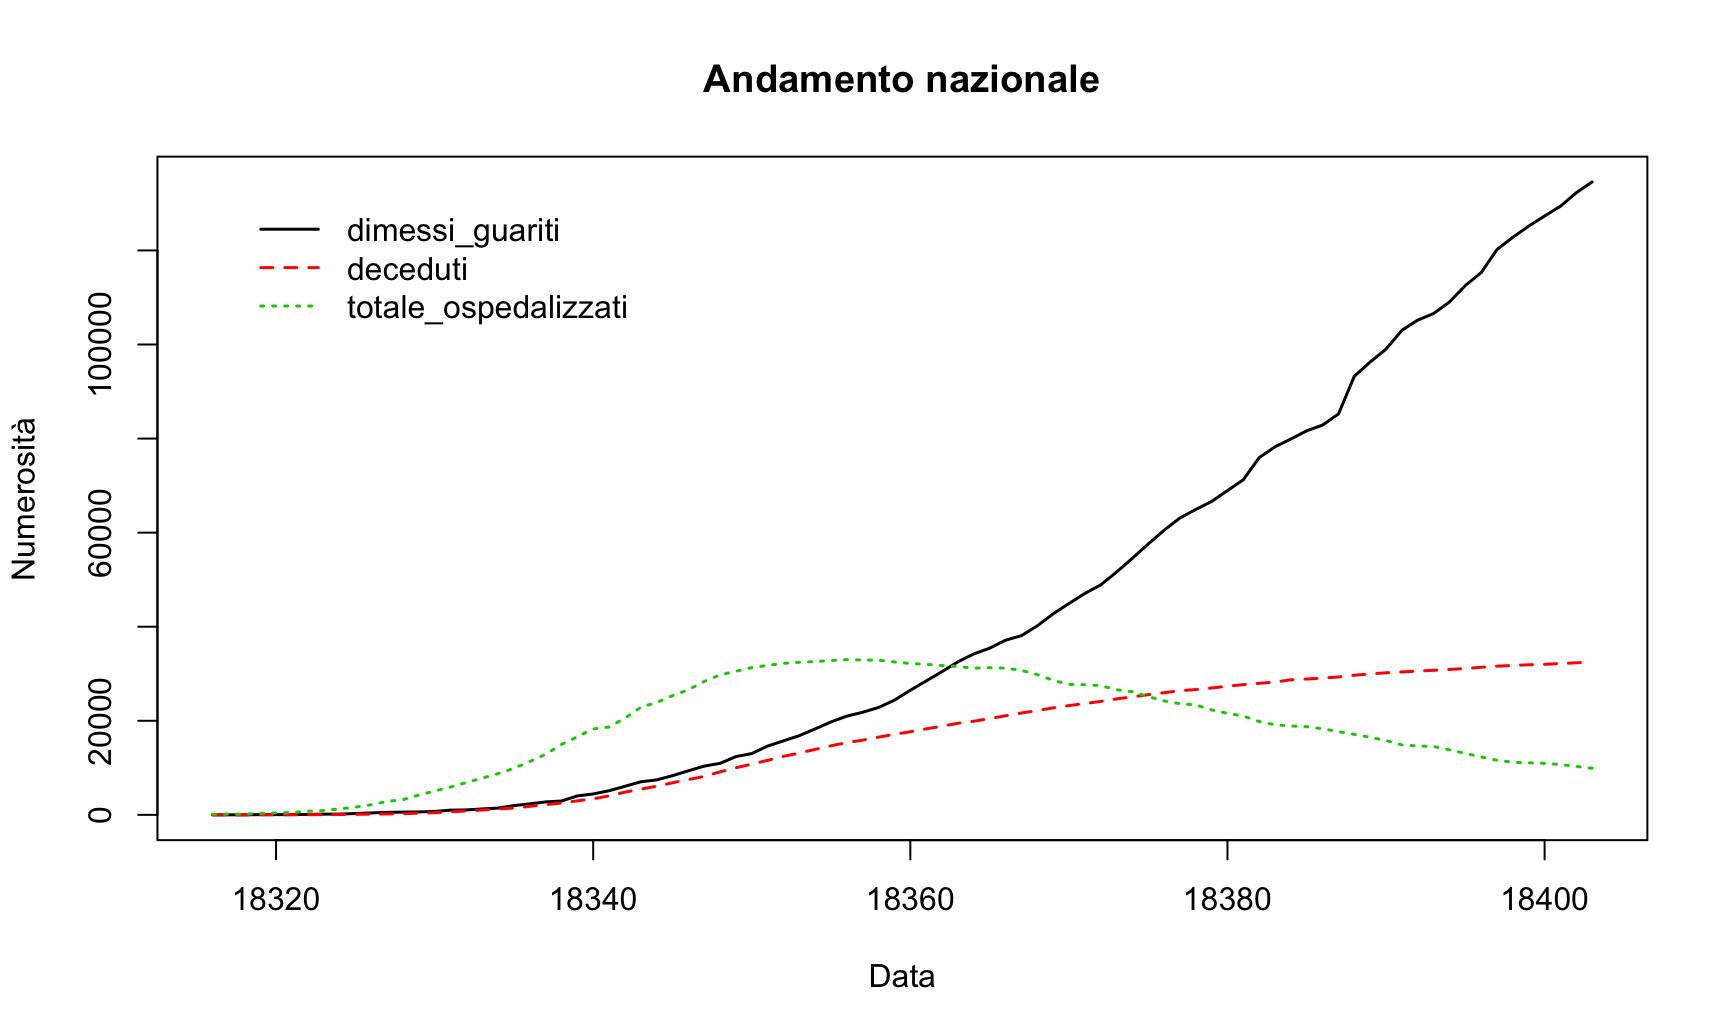 Andamento nazionale
dimessi_guariti
deceduti
totale_ospedalizzati
Numerosità
100000
60000
20000
0
18320 18340 18360 18380 18400
Data